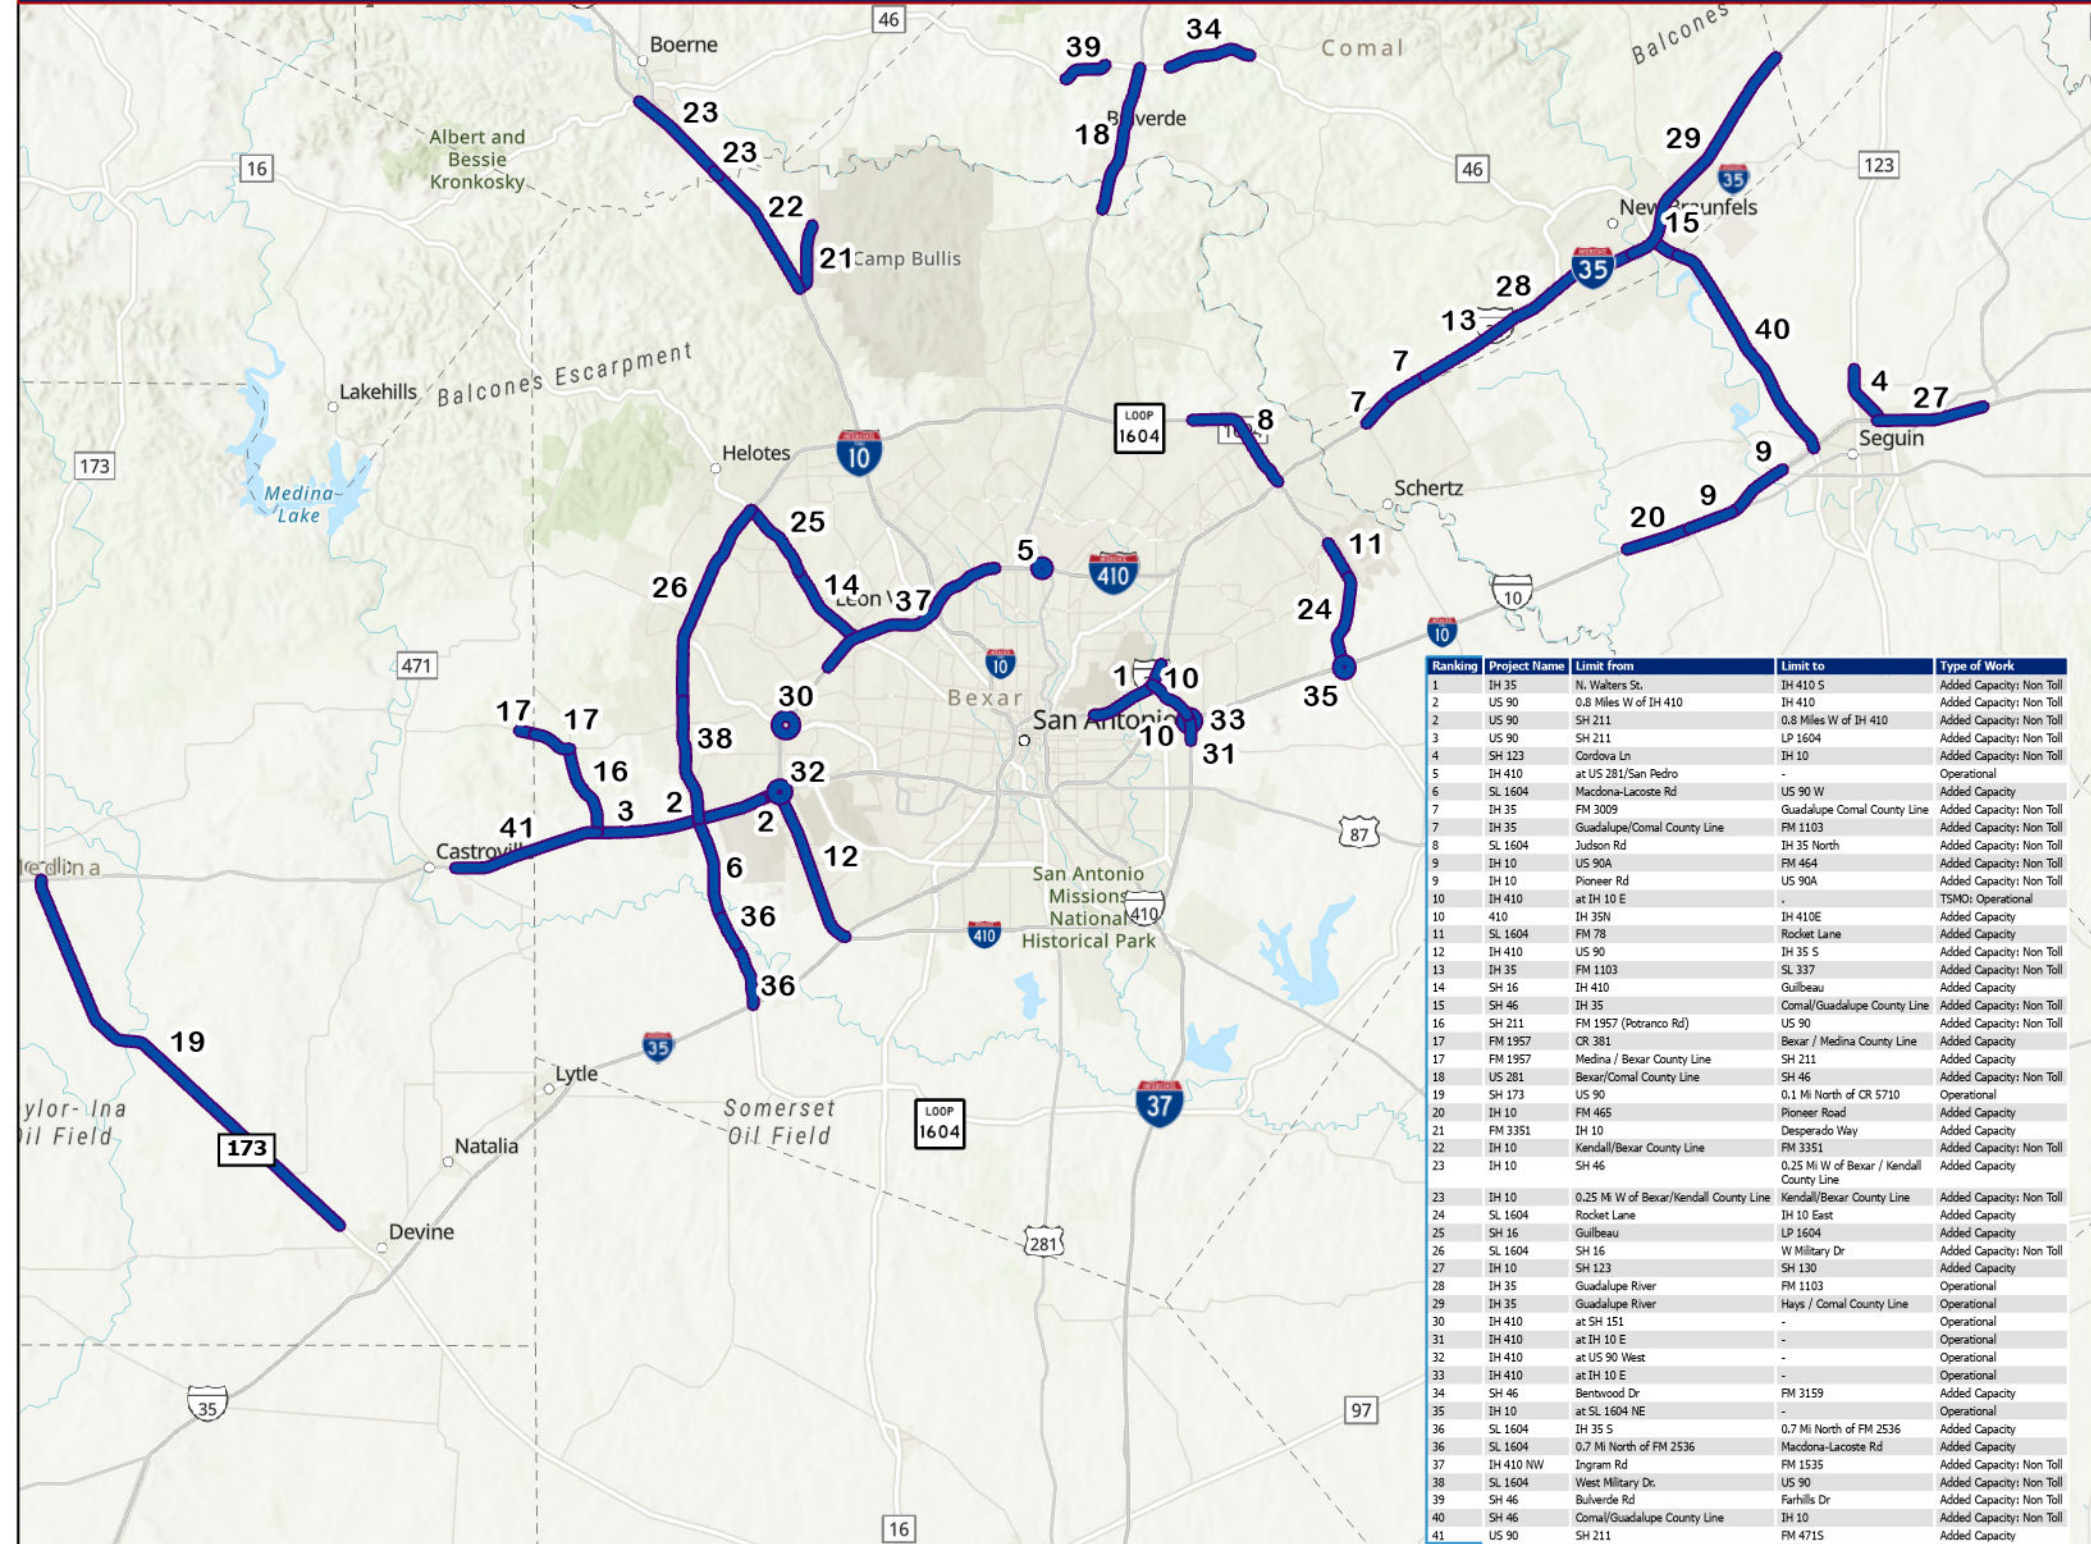 46
Boerne
39
34
Comal
Balcones
23
Albert and
Bessie
Kronkosky
16
23
18
Bulverde
29
46
35
123
22
21
Camp Bullis
New Braunfels
15
35
28
13
40
Balcones Escarpment
Lakehills
7
7
4
27
LOOP
1604
8
Seguin
Helotes
INTERSTATE
10
173
Medina
Lake
9
9
Schertz
20
25
5
INTERSTATE
410
11
26
14
37
24
10
10
471
10
1
10
35
30
Bexar
San Antonio
33
10
31
17
17
38
32
16
3
2
2
41
87
Castroville
6
12
Medina
San Antonio
Missions
National
Historical Park
410
36
410
36
19
35
Lytle
INTERSTATE
37
Somerset
Oil Field
LOOP
1604
Taylor- Ina
Oil Field
173
Natalia
Devine
281
35
97
16
Ranking Project Name Limit from Limit to Type of Work
1 IH 35 N. Walters St. IH 410 S Added Capacity: Non Toll
2 US 90 0.8 Miles W of IH 410 IH 410 Added Capacity: Non Toll
2 US 90 SH 211 0.8 Miles W of IH 410 Added Capacity: Non Toll
3 US 90 SH 211 LP 1604 Added Capacity: Non Toll
4 SH 123 Cordova Ln IH 10 Added Capacity: Non Toll
5 IH 410 at US 281/San Pedro - Operational
6 SL 1604 Macdona-Lacoste Rd US 90 W Added Capacity
7 IH 35 FM 3009 Guadalupe Comal County Line Added Capacity: Non Toll
7 IH 35 Guadalupe/Comal County Line FM 1103 Added Capacity: Non Toll
8 SL 1604 Judson Rd IH 35 North Added Capacity: Non Toll
9 IH 10 US 90A FM 464 Added Capacity: Non Toll
9 IH 10 Pioneer Rd US 90A Added Capacity: Non Toll
10 IH 410 at IH 10 E . TSMO: Operational
10 410 IH 35N IH 410E Added Capacity
11 SL 1604 FM 78 Rocket Lane Added Capacity
12 IH 410 US 90 IH 35 S Added Capacity: Non Toll
13 IH 35 FM 1103 SL 337 Added Capacity: Non Toll
14 SH 16 IH 410 Guilbeau Added Capacity
15 SH 46 IH 35 Comal/Guadalupe County Line Added Capacity: Non Toll
16 SH 211 FM 1957 (Potranco Rd) US 90 Added Capacity: Non Toll
17 FM 1957 CR 381 Bexar / Medina County Line Added Capacity
17 FM 1957 Medina / Bexar County Line SH 211 Added Capacity
18 US 281 Bexar/Comal County Line SH 46 Added Capacity: Non Toll
19 SH 173 US 90 0.1 Mi North of CR 5710 Operational
20 IH 10 FM 465 Pioneer Road Added Capacity
21 FM 3351 IH 10 Desperado Way Added Capacity
22 IH 10 Kendall/Bexar County Line FM 3351 Added Capacity: Non Toll
23 IH 10 SH 46 0.25 Mi W of Bexar / Kendall County Line Added Capacity
23 IH 10 0.25 Mi W of Bexar/Kendall County Line Kendall/Bexar County Line Added Capacity: Non Toll
24 SL 1604 Rocket Lane IH 10 East Added Capacity
25 SH 16 Guilbeau LP 1604 Added Capacity
26 SL 1604 SH 16 W Military Dr Added Capacity: Non Toll
27 IH 10 SH 123 SH 130 Added Capacity
28 IH 35 Guadalupe River FM 1103 Operational
29 IH 35 Guadalupe River Hays / Comal County Line Operational
30 IH 410 at SH 151 - Operational
31 IH 410 at IH 10 E - Operational
32 IH 410 at US 90 West - Operational
33 IH 410 at IH 10 E - Operational
34 SH 46 Bentwood Dr FM 3159 Added Capacity
35 IH 10 at SL 1604 NE - Operational
36 SL 1604 IH 35 S 0.7 Mi North of FM 2536 Added Capacity
36 SL 1604 0.7 Mi North of FM 2536 Macdona-Lacoste Rd Added Capacity
37 IH 410 NW Ingram Rd FM 1535 Added Capacity: Non Toll
38 SL 1604 West Military Dr. US 90 Added Capacity: Non Toll
39 SH 46 Bulverde Rd Farhills Dr Added Capacity: Non Toll
40 SH 46 Comal/Guadalupe County Line IH 10 Added Capacity: Non Toll
41 US 90 SH 211 FM 471S Added Capacity